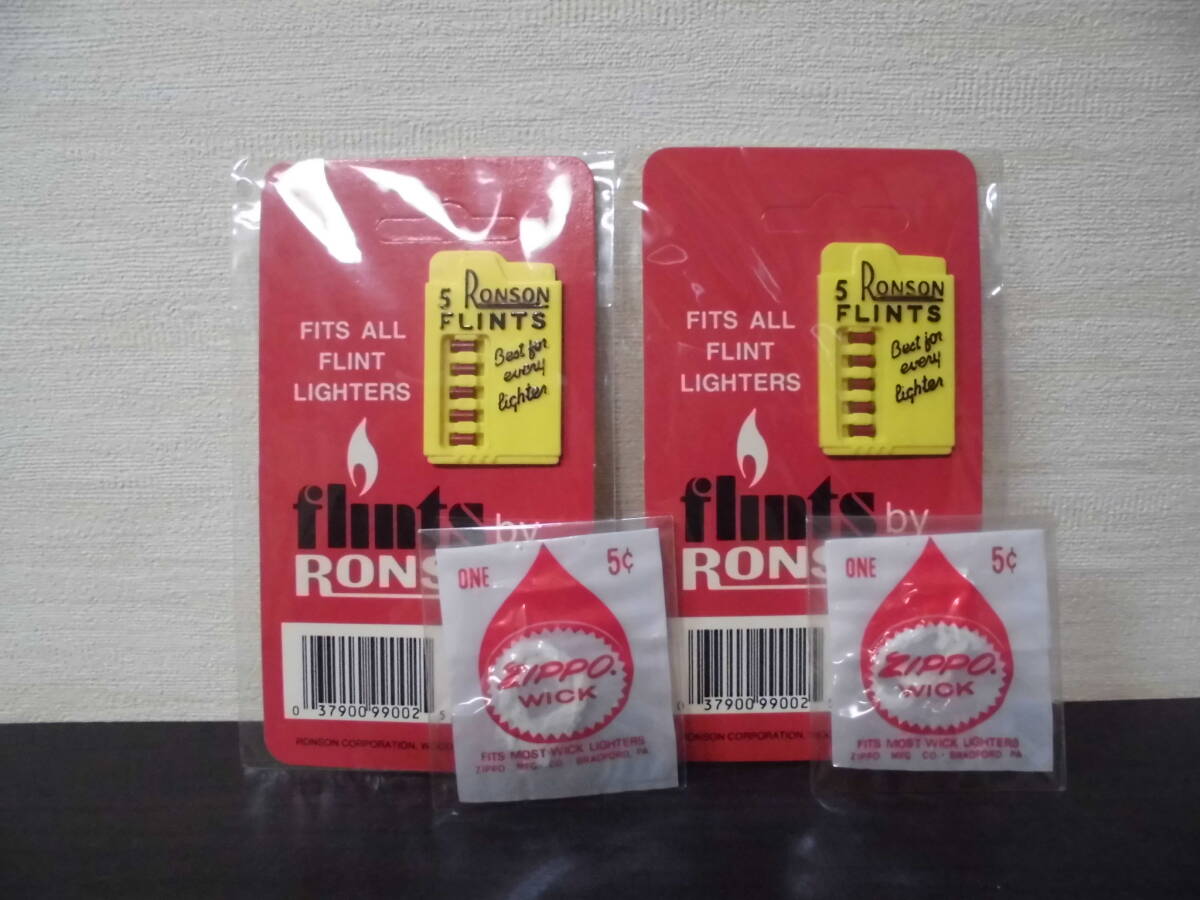 FITS ALL
FLINT
LIGHTERS
5 RONSON
FLINTS
Best for
every
lighter
flints by
RONS
0 37900 99002 5
RONSON CORPORATION,
ONE 5¢
ZIPPO.
WICK
FITS MOST WICK LIGHTERS
ZIPPO MFG CO · BRADFORD, PA
FITS ALL
FLINT
LIGHTERS
5 RONSON
FLINTS
Best for
every
lighter
flints by
RONS
0 37900 99002
RONSON CORPORATION,
ONE 5¢
ZIPPO.
WICK
FITS MOST WICK LIGHTERS
ZIPPO MFG CO · BRADFORD PA